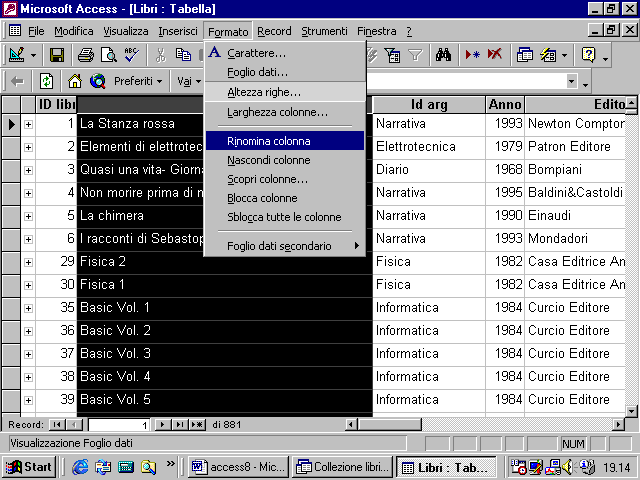 Microsoft Access - [Libri : Tabella]
File Modifica Visualizza Inserisci Formato Record Strumenti Finestra ?
Preferiti Vai
Carattere...
Foglio dati...
Altezza righe...
Larghezza colonne...
Rinomina colonna
Nascondi colonne
Scopri colonne...
Blocca colonne
Sblocca tutte le colonne
Foglio dati secondario
ID libr Id arg Anno Edito
1 La Stanza rossa Narrativa 1993 Newton Compton
2 Elementi di elettrotec Elettrotecnica 1979 Patron Editore
3 Quasi una vita- Giorna Diario 1968 Bompiani
4 Non morire prima di m Narrativa 1995 Baldini&Castoldi
5 La chimera Narrativa 1990 Einaudi
6 I racconti di Sebastop Narrativa 1993 Mondadori
29 Fisica 2 Fisica 1982 Casa Editrice Am
30 Fisica 1 Fisica 1982 Casa Editrice Am
35 Basic Vol. 1 Informatica 1984 Curcio Editore
36 Basic Vol. 2 Informatica 1984 Curcio Editore
37 Basic Vol. 3 Informatica 1984 Curcio Editore
38 Basic Vol. 4 Informatica 1984 Curcio Editore
39 Basic Vol. 5 Informatica 1984 Curcio Editore
Record: 1 di 881
Visualizzazione Foglio dati NUM
Start access8 - Mic... Collezione libri... Libri : Tab... 19.14